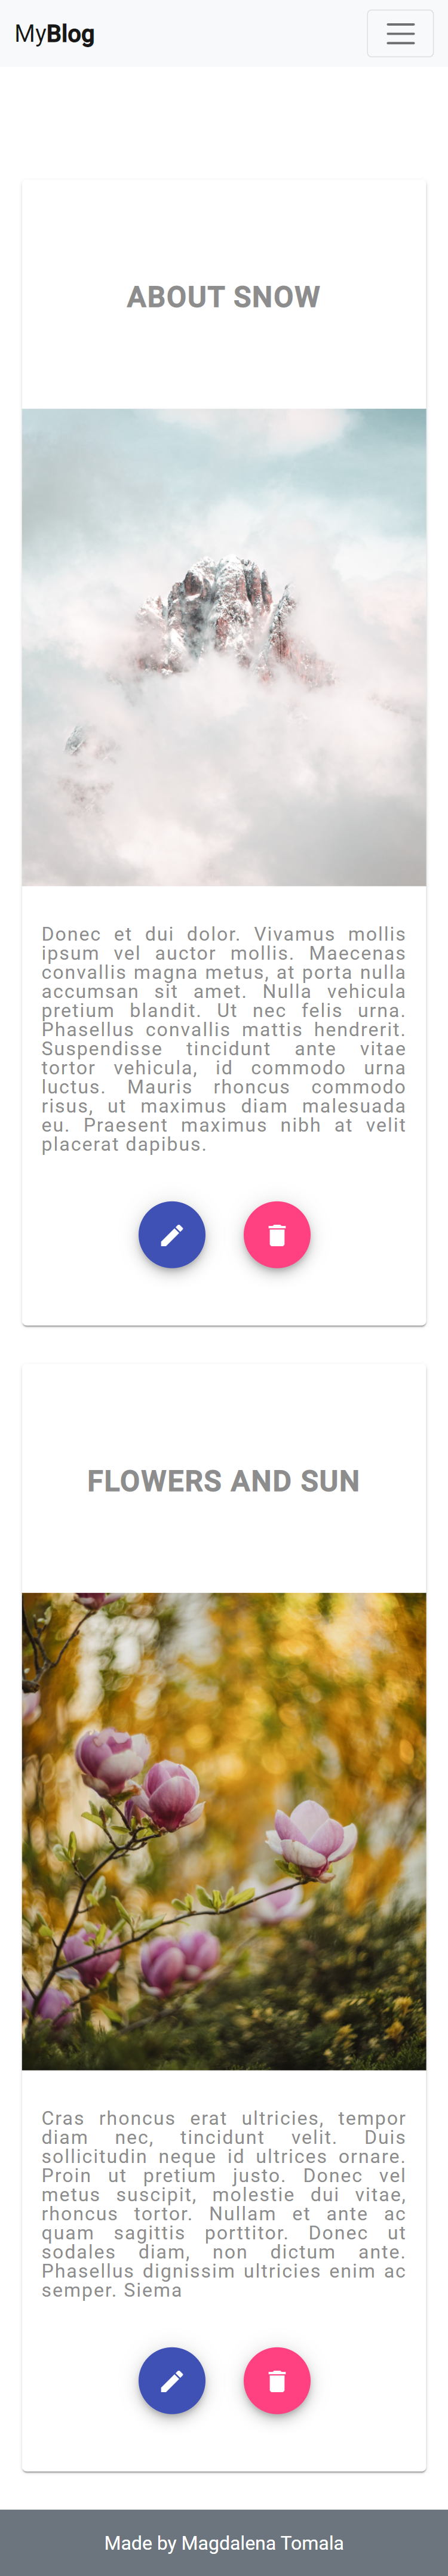 MyBlog
ABOUT SNOW
Donec et dui dolor. Vivamus mollis
ipsum vel auctor mollis. Maecenas
convallis magna metus, at porta nulla
accumsan sit amet. Nulla vehicula
pretium blandit. Ut nec felis urna.
Phasellus convallis mattis hendrerit.
Suspendisse tincidunt ante vitae
tortor vehicula, id commodo urna
luctus. Mauris rhoncus commodo
risus, ut maximus diam malesuada
eu. Praesent maximus nibh at velit
placerat dapibus.
FLOWERS AND SUN
Cras rhoncus erat ultricies, tempor
diam nec, tincidunt velit. Duis
sollicitudin neque id ultrices ornare.
Proin ut pretium justo. Donec vel
metus suscipit, molestie dui vitae,
rhoncus tortor. Nullam et ante ac
quam sagittis porttitor. Donec ut
sodales diam, non dictum ante.
Phasellus dignissim ultricies enim ac
semper. Siema
Made by Magdalena Tomala